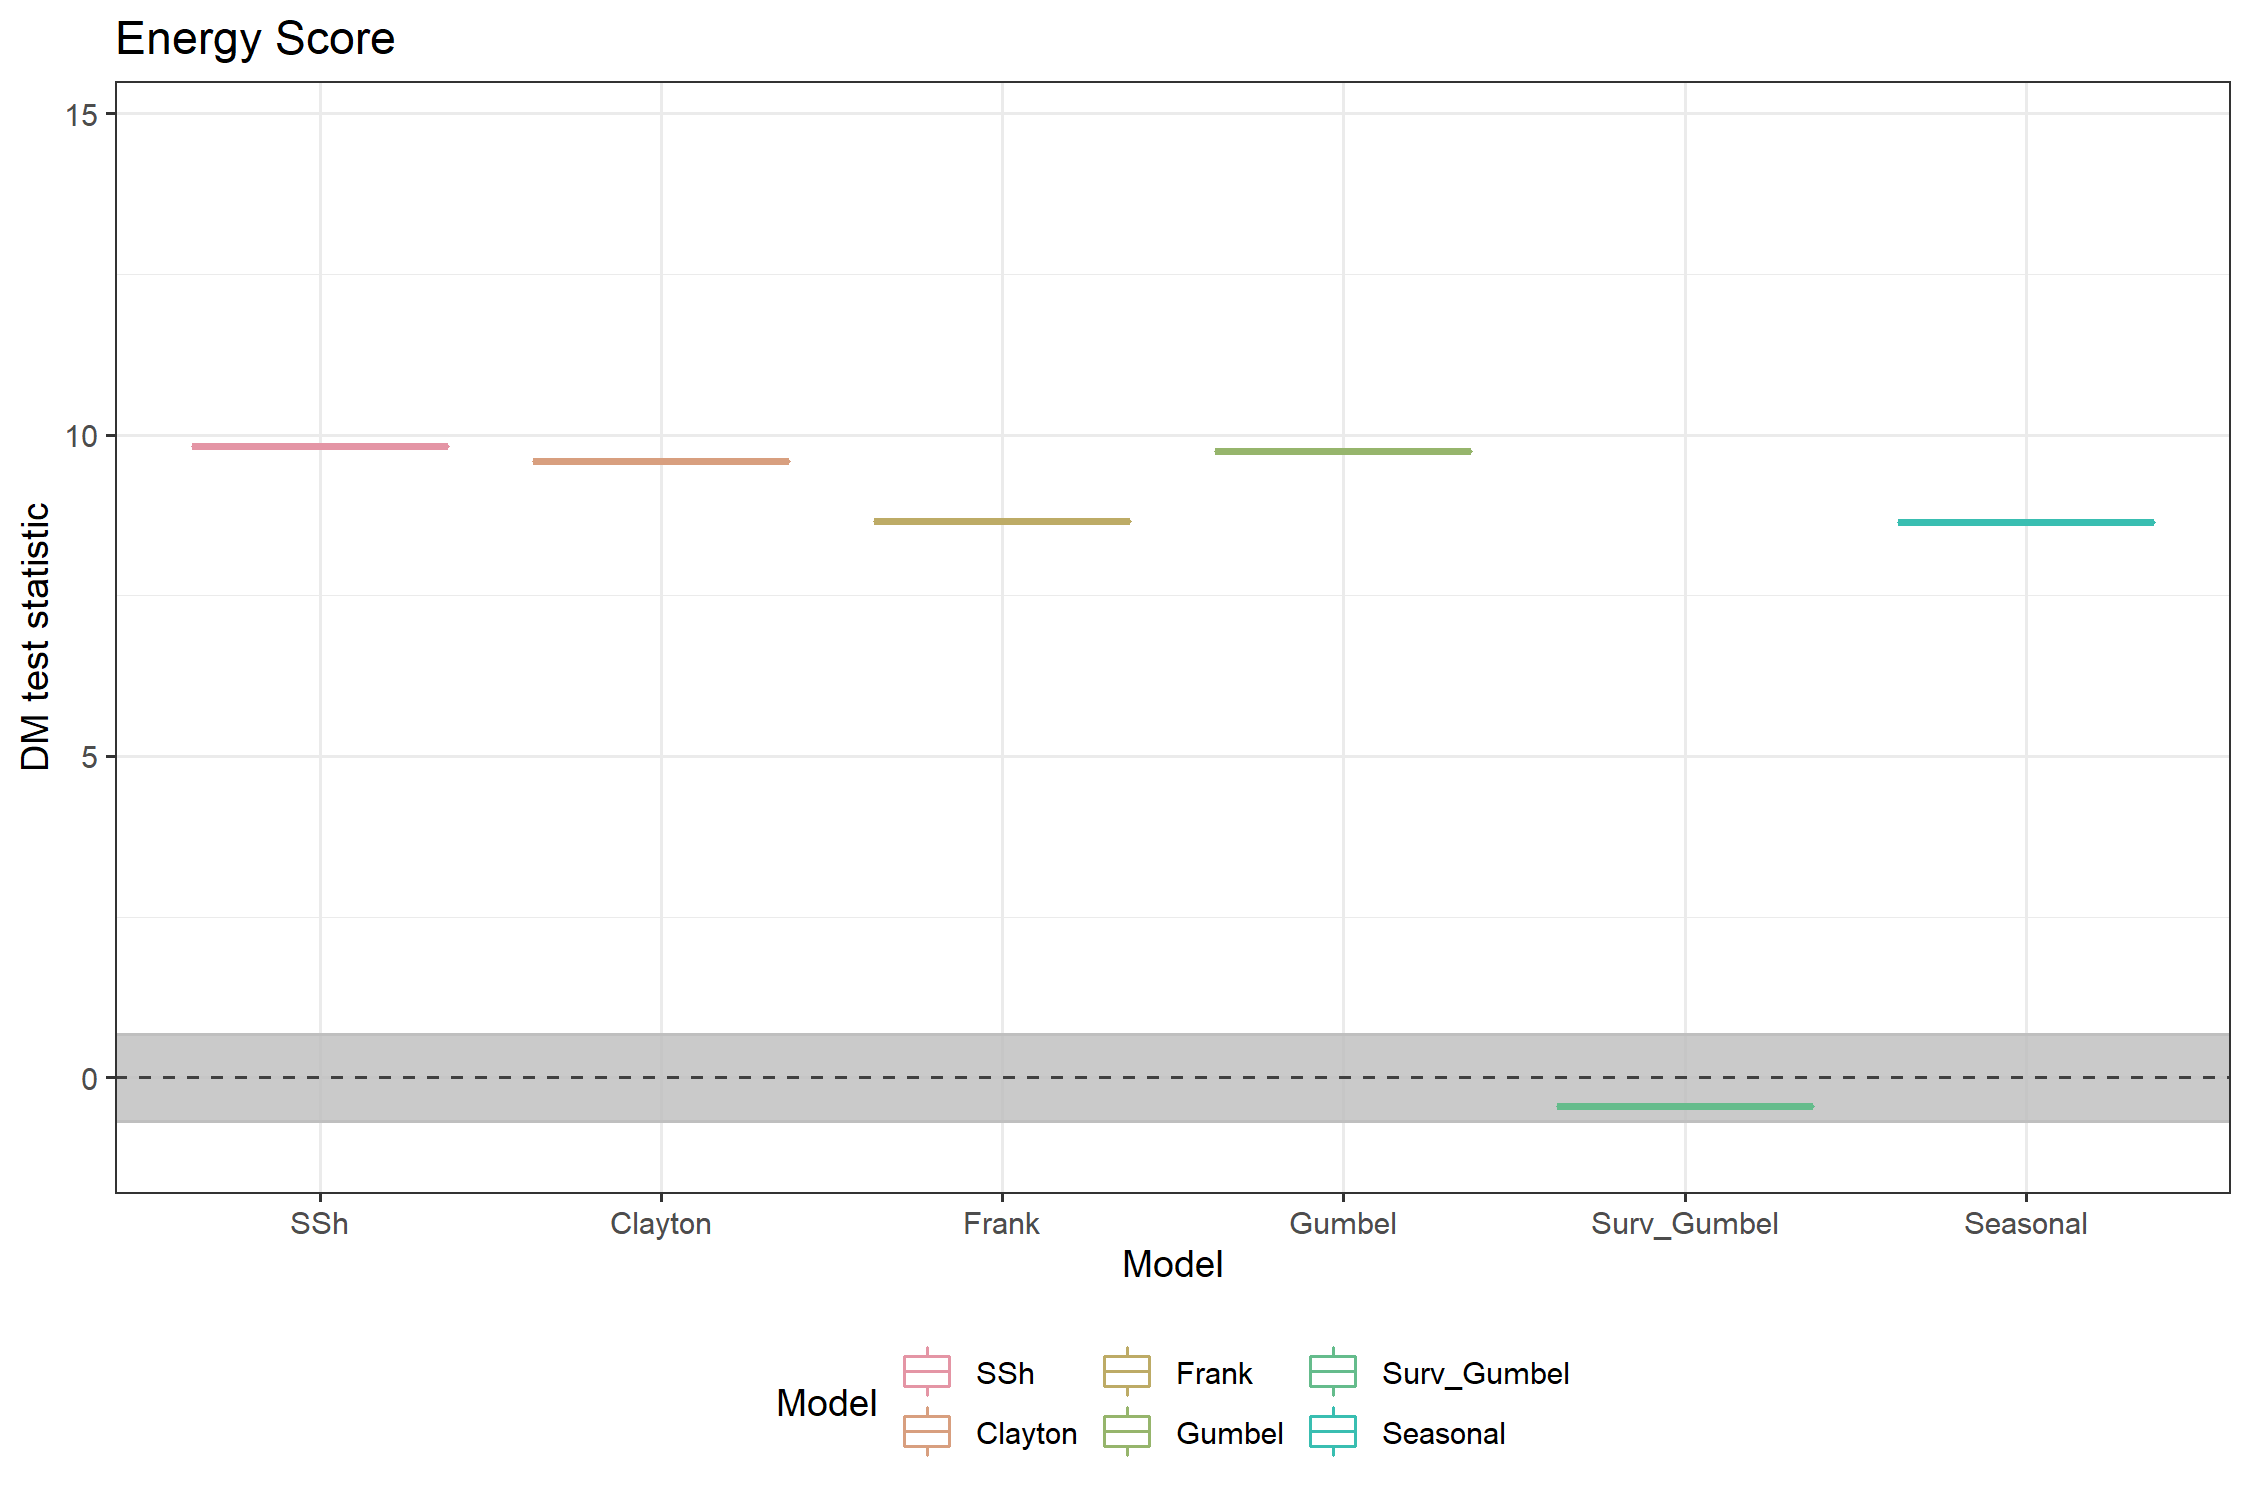 Energy Score
15
10
5
0
DM test statistic
SSh Clayton Frank Gumbel Surv_Gumbel Seasonal
Model
Model
SSh Frank Surv_Gumbel
Clayton Gumbel Seasonal